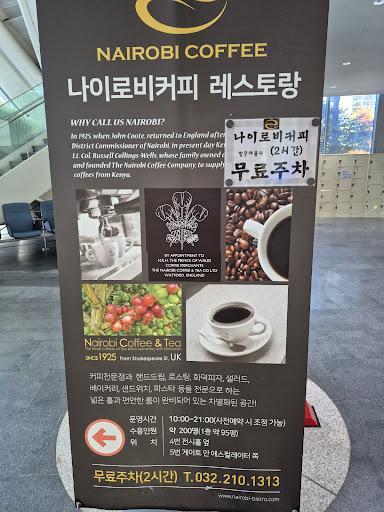 NAIROBI COFFEE
나이로비커피 레스토랑
WHY CALL US NAIROBI?
In 1925, when John Coote, returned to England after
District Commissioner of Nairobi, in present day Ken
Lt. Col. Russell Collings-Wells, whose family owned c
and founded The Nairobi Coffee Company, to supply
coffees from Kenya.
나이로비커피
(2시간)
무료주차
BY APPOINTMENT TO
H.R.H. THE PRINCE OF WALES
COFFEE MERCHANTS
THE NAIROBI COFFEE & TEA CO LTD
WATFORD, ENGLAND
Nairobi Coffee & Tea
SINCE 1925 From Shakespeare St. UK
커피전문점과 핸드드립, 로스팅, 화덕피자, 샐러드,
베이커리, 샌드위치, 파스타 등을 전문으로 하는
넓은 홀과 편안한 룸이 완비되어 있는 차별화된 공간!
운영시간 10:00~21:00(사전예약 시 조정 가능)
수용인원 약 200명(1층 약 95평)
위 치 4번 전시홀 옆
5번 게이트 안 에스컬레이터 쪽
무료주차(2시간) T.032.210.1313
www.nairobi-bistro.com